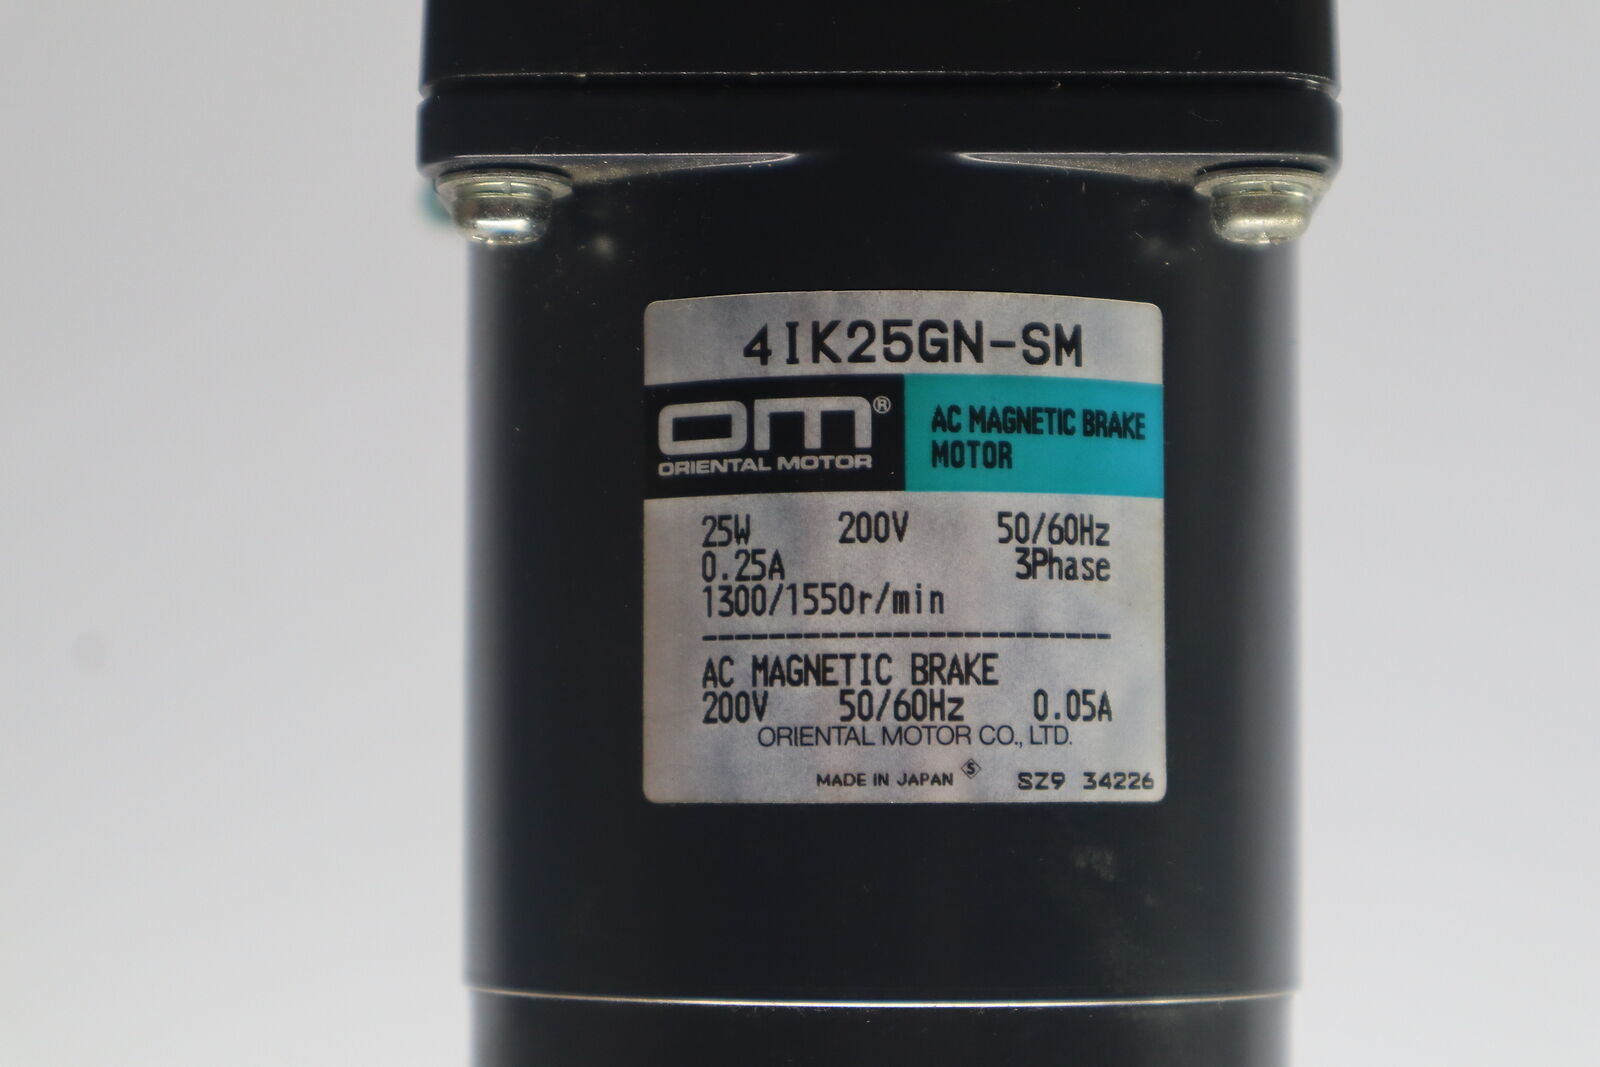 4IK25GN-SM
OM®
ORIENTAL MOTOR
AC MAGNETIC BRAKE
MOTOR
25W 200V 50/60Hz
0.25A 3Phase
1300/1550r/min
AC MAGNETIC BRAKE
200V 50/60Hz 0.05A
ORIENTAL MOTOR CO., LTD.
MADE IN JAPAN S SZ9 34226